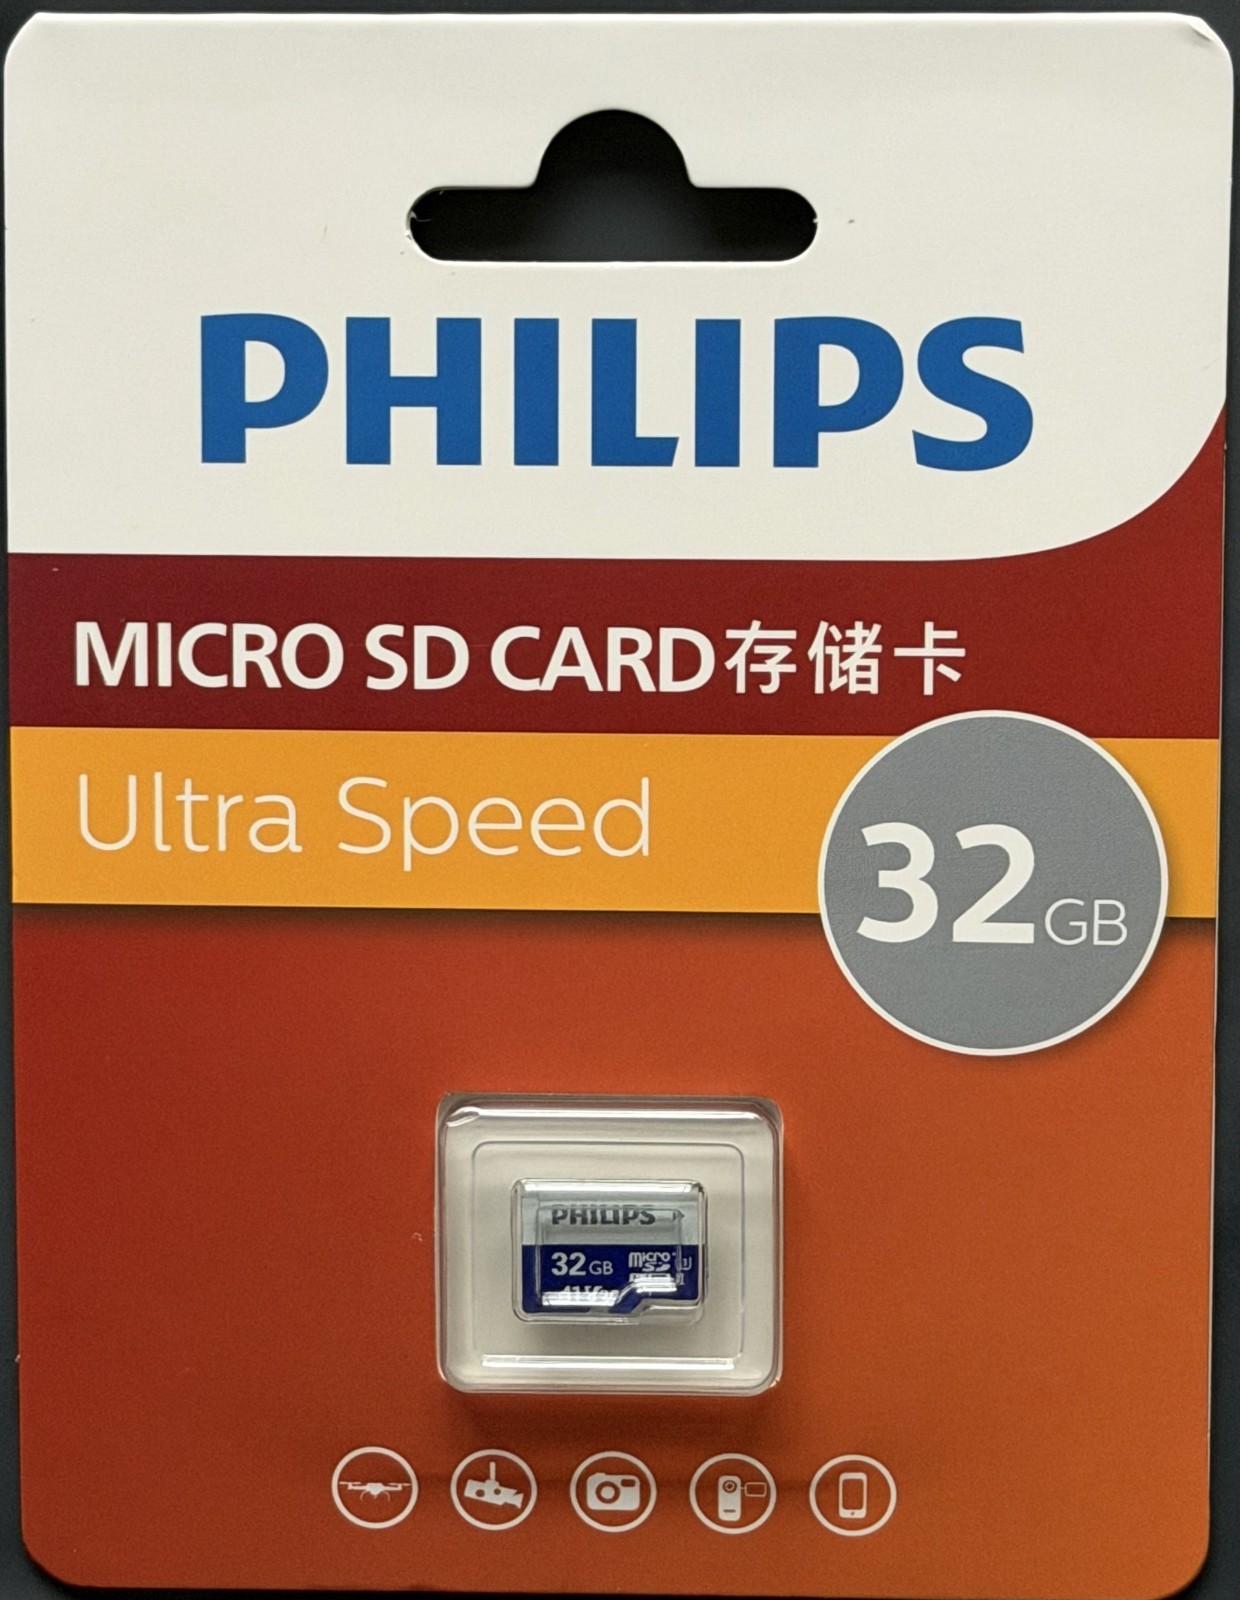 PHILIPS
MICRO SD CARD存储卡
Ultra Speed
32GB
PHILIPS
32GB
micro
SD